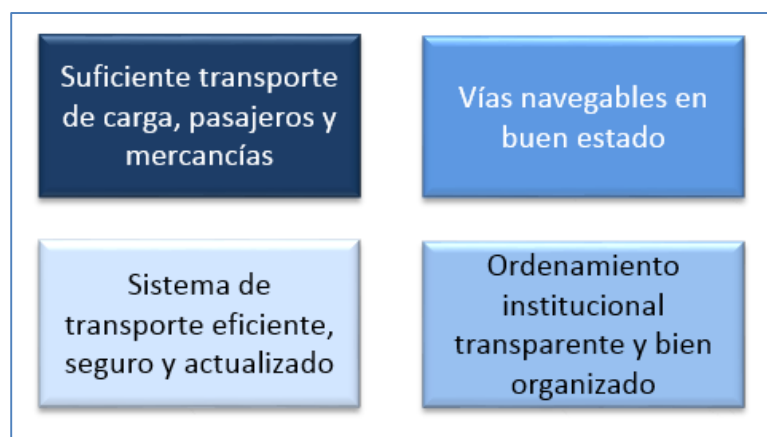 Suficiente transporte
de carga, pasajeros y
mercancías
Vías navegables en
buen estado
Sistema de
transporte eficiente,
seguro y actualizado
Ordenamiento
institucional
transparente y bien
organizado